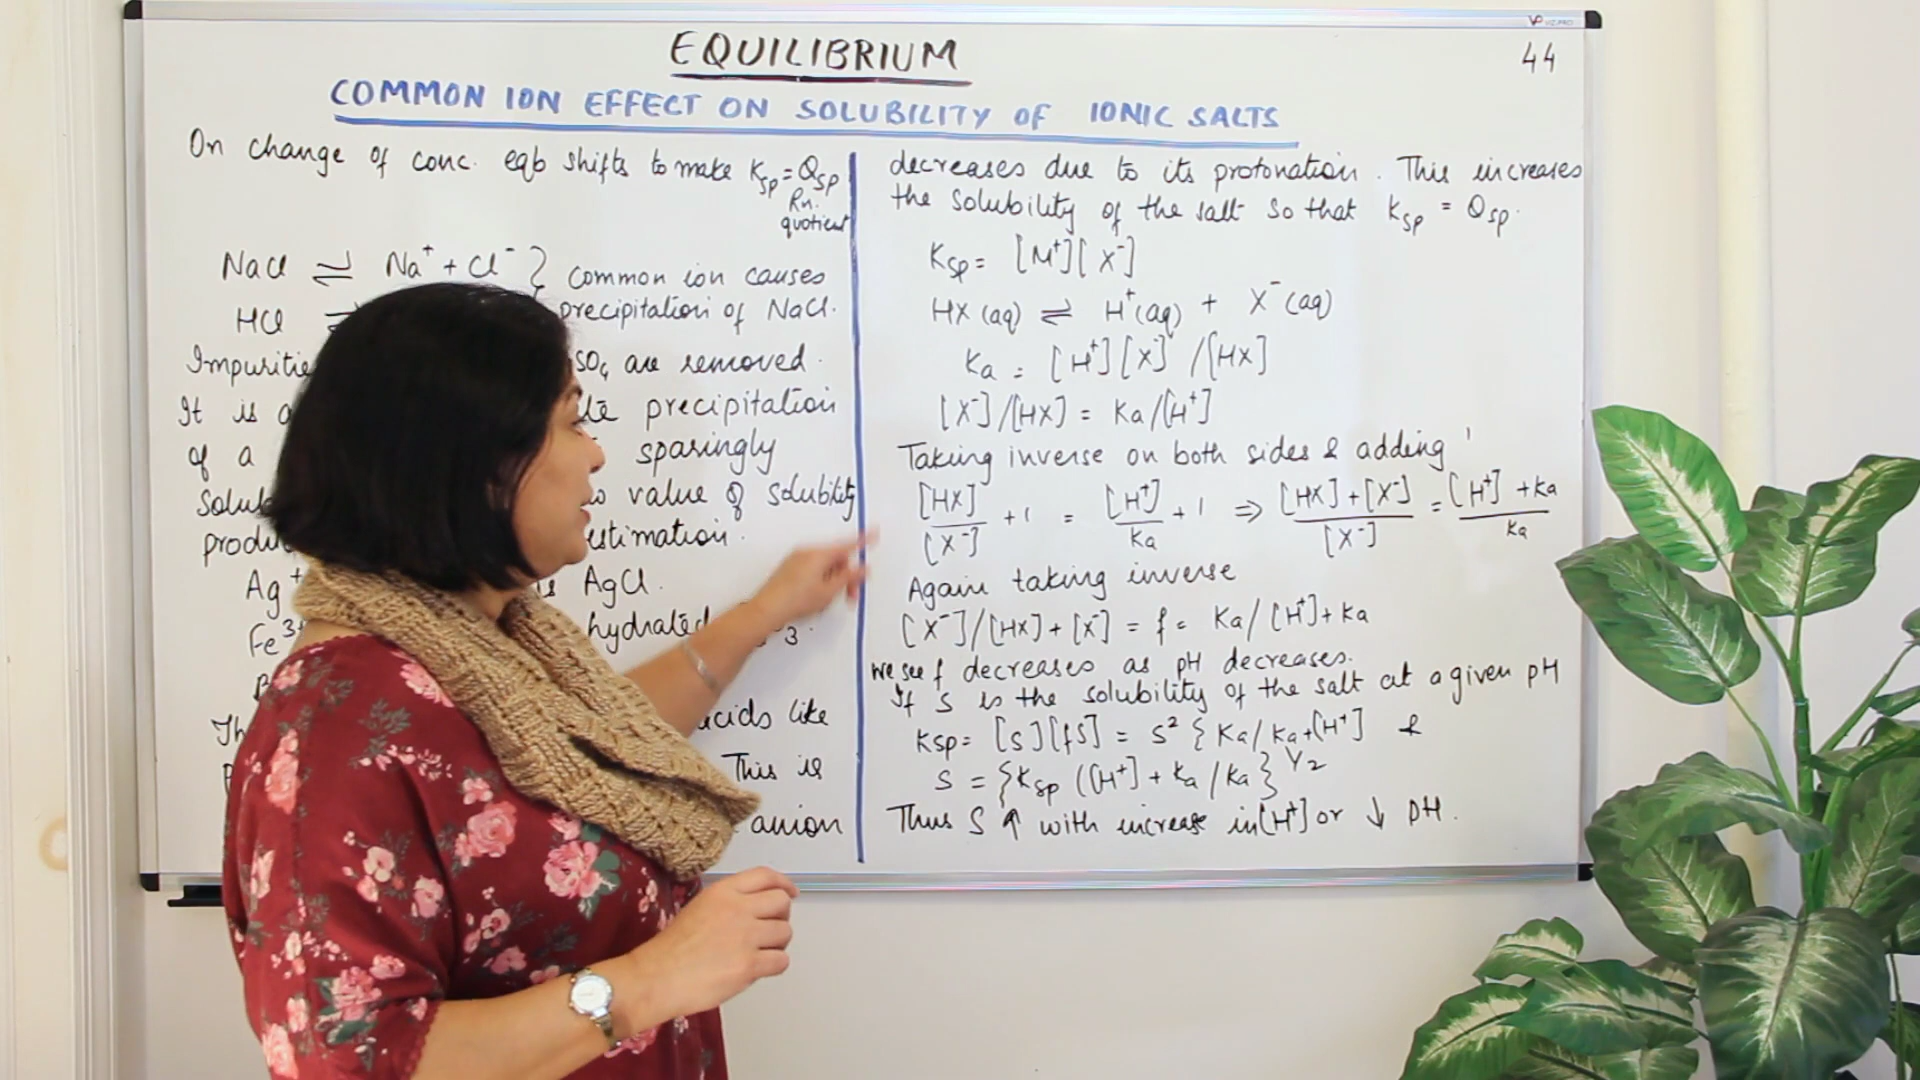 VIZ-PRO
EQUILIBRIUM
44
COMMON ION EFFECT ON SOLUBILITY OF IONIC SALTS
On change of conc. eqb shifts to make Ksp = Qsp
Rn.
quotient
NaCl ⇌ Na⁺ + Cl⁻ } common ion causes
HCl ⇌ precipitation of NaCl.
Impuritie SO₄ are removed.
It is a precipitation
of a sparingly
Solub value of solubility
produ estimation.
Ag⁺ is AgCl.
Fe³⁺ hydrated 3.
Th acids like
This is
anion
decreases due to its protonation. This increases
the solubility of the salt so that Ksp = Qsp.
Ksp = [M⁺][X⁻]
HX (aq) ⇌ H⁺(aq) + X⁻(aq)
Ka = [H⁺][X⁻] /[HX]
[X⁻]/[HX] = Ka/[H⁺]
Taking inverse on both sides & adding 1
[HX]/[X⁻] + 1 = [H⁺]/Ka + 1 ⇒ [HX] + [X⁻]/[X⁻] = [H⁺] + Ka/Ka
Again taking inverse
[X⁻]/[HX] + [X⁻] = f = Ka/[H⁺] + Ka
We see f decreases as pH decreases.
If S is the solubility of the salt at a given pH
Ksp = [S][fS] = S² { Ka/Ka+[H⁺] &
S = {Ksp ([H⁺] + Ka /Ka } 1/2
Thus S ↑ with increase in [H⁺] or ↓ pH.